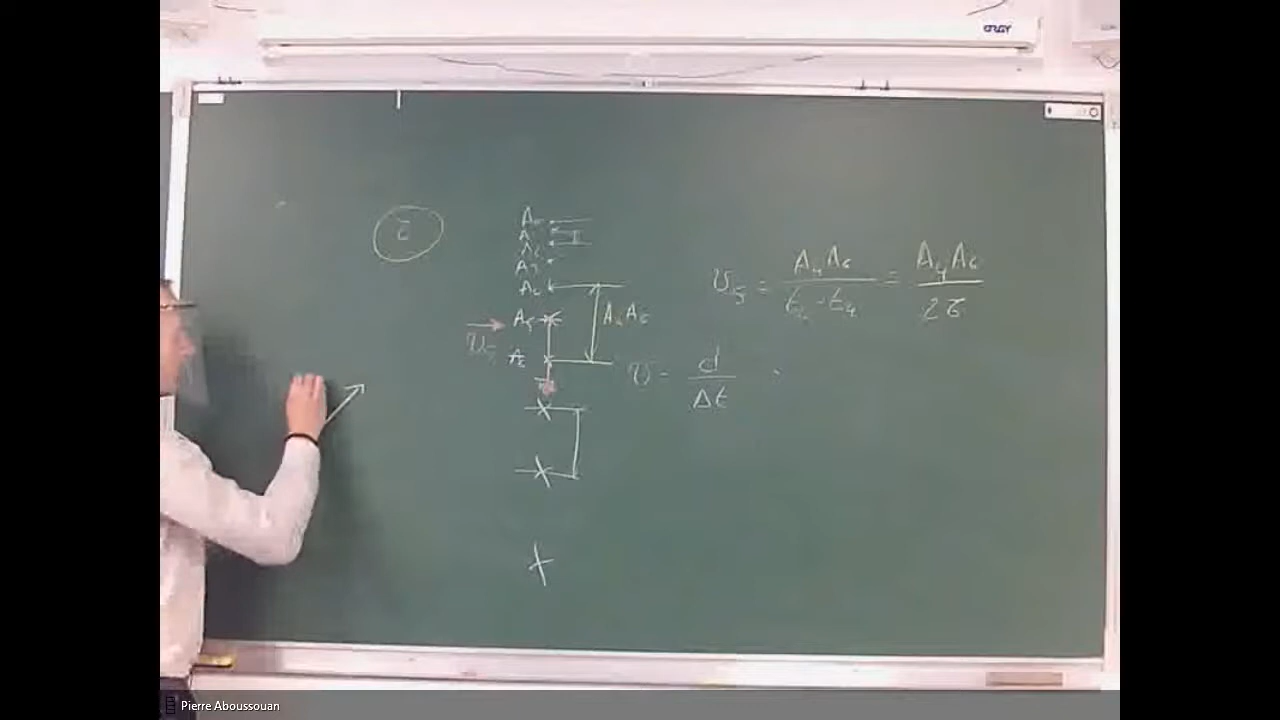 τ
A₀
A₁
A₂
A₃
A₄
A₅
A₆
A₄A₆
v₅ = A₄A₆ / t₆ - t₄ = A₄A₆ / 2τ
v₅
v = d / Δt
Pierre Aboussouan